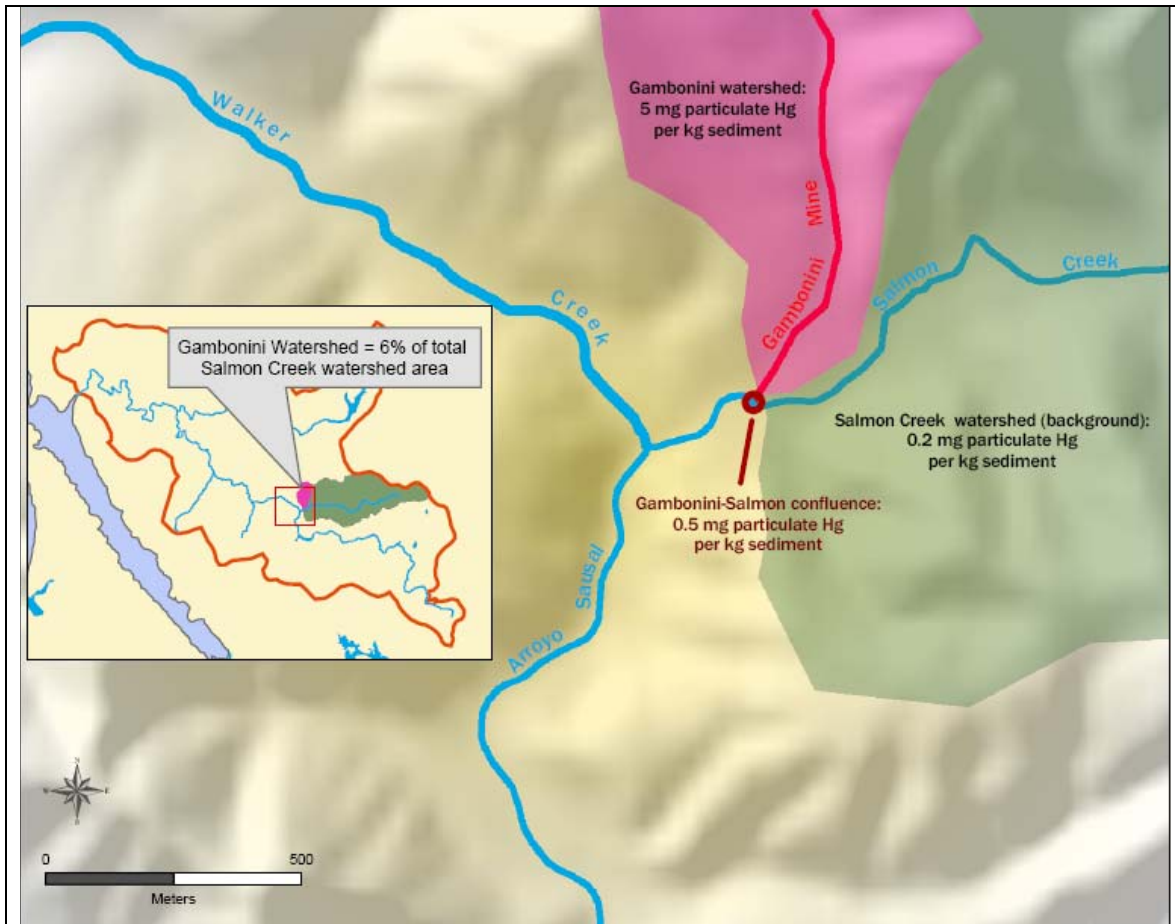 Gambonini watershed:
5 mg particulate Hg
per kg sediment
Walker
Creek
Gambonini Mine
Salmon Creek
Gambonini Watershed = 6% of total
Salmon Creek watershed area
Salmon Creek watershed (background):
0.2 mg particulate Hg
per kg sediment
Gambonini-Salmon confluence:
0.5 mg particulate Hg
per kg sediment
Arroyo Sausal
N
W E
S
0 500
Meters